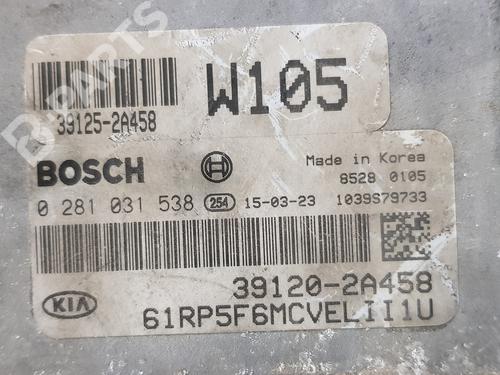 39125-2A458
W105
BOSCH
Made in Korea
8528 0105
0 281 031 538 254 15-03-23 1039S79733
39120-2A458
KIA
61RP5F6MCVELII1U
B-PARTS